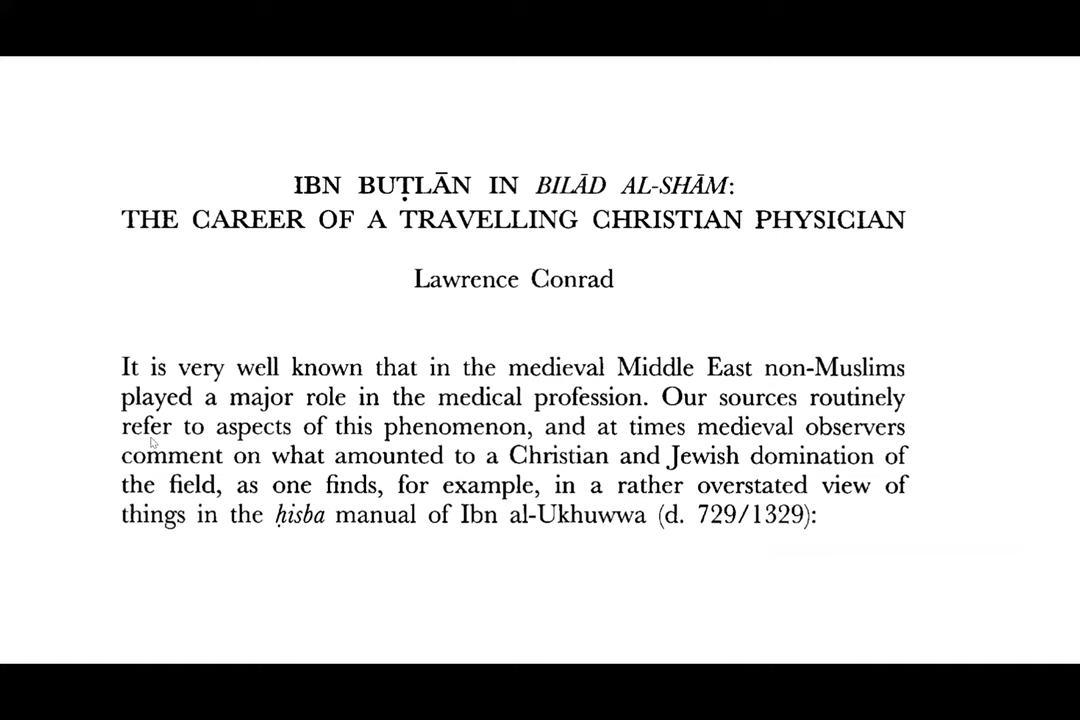 IBN BUṬLĀN IN BILĀD AL-SHĀM:
THE CAREER OF A TRAVELLING CHRISTIAN PHYSICIAN
Lawrence Conrad
It is very well known that in the medieval Middle East non-Muslims
played a major role in the medical profession. Our sources routinely
refer to aspects of this phenomenon, and at times medieval observers
comment on what amounted to a Christian and Jewish domination of
the field, as one finds, for example, in a rather overstated view of
things in the ḥisba manual of Ibn al-Ukhuwwa (d. 729/1329):